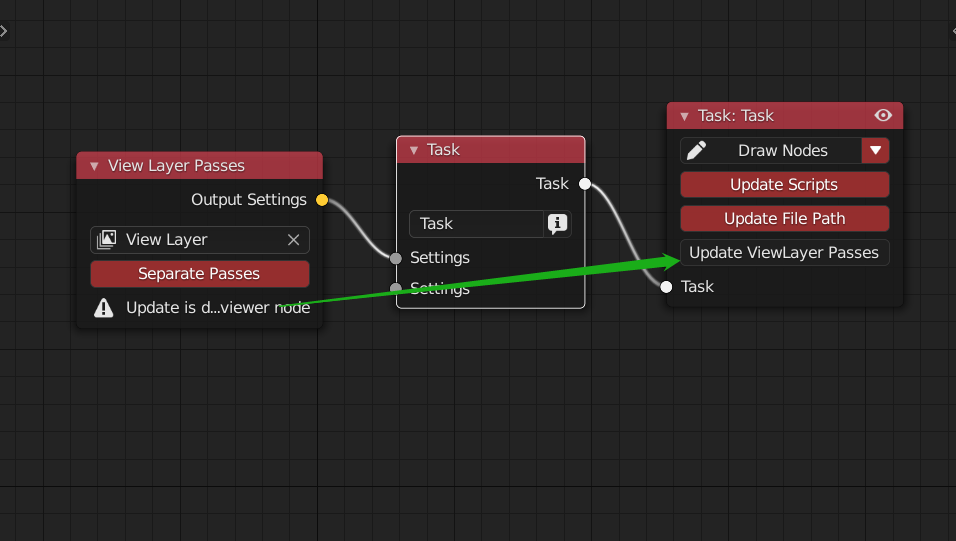 View Layer Passes
Output Settings
View Layer
Separate Passes
Update is d...viewer node
Task
Task
Task
Settings
Settings
Task: Task
Draw Nodes
Update Scripts
Update File Path
Update ViewLayer Passes
Task